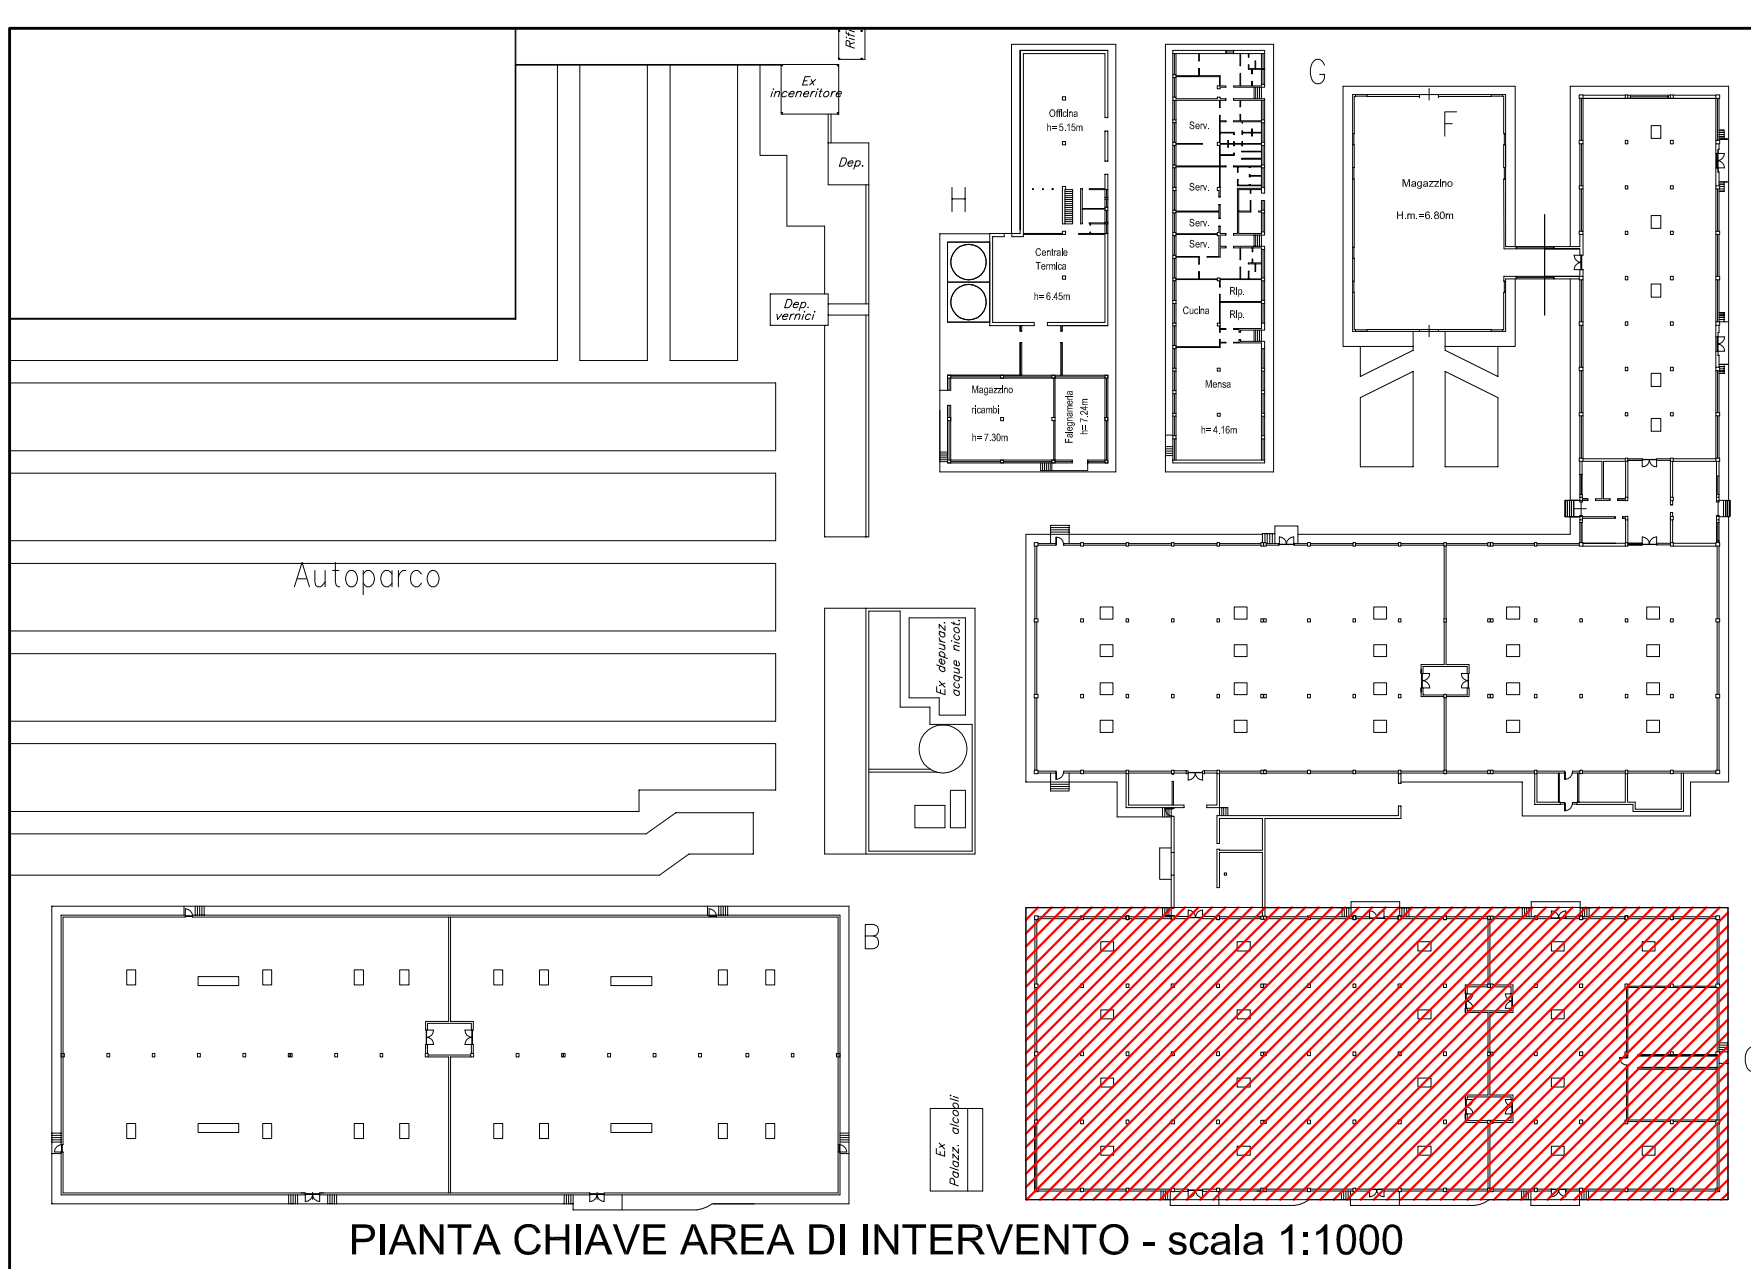 Rifi
Ex
inceneritore
Dep.
Dep.
vernici
Autoparco
H
Officina
h=5.15m
Centrale
Termica
h=6.45m
Magazzino
ricambi
h=7.30m
Falegnameria
h=7.24m
Serv.
Serv.
Serv.
Serv.
Rip.
Cucina
Rip.
Mensa
h=4.16m
G
F
Magazzino
H.m.=6.80m
Ex depuraz.
acque nicot.
B
Ex
Palazz. alcooli
PIANTA CHIAVE AREA DI INTERVENTO - scala 1:1000